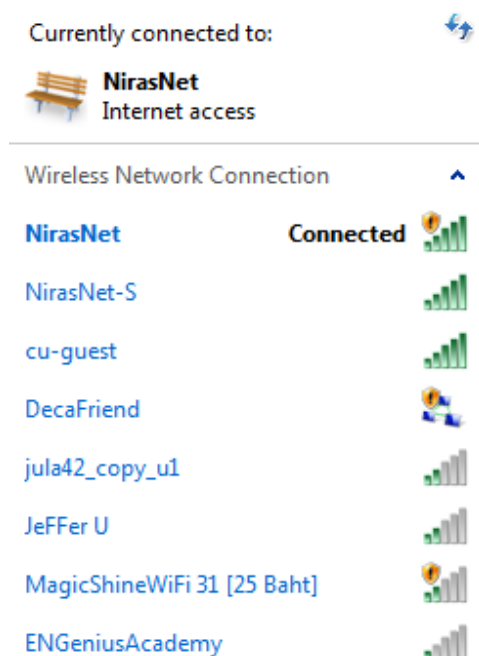 Currently connected to:
NirasNet
Internet access
Wireless Network Connection
NirasNet Connected
NirasNet-S
cu-guest
DecaFriend
jula42_copy_u1
JeFFer U
MagicShineWiFi 31 [25 Baht]
ENGeniusAcademy